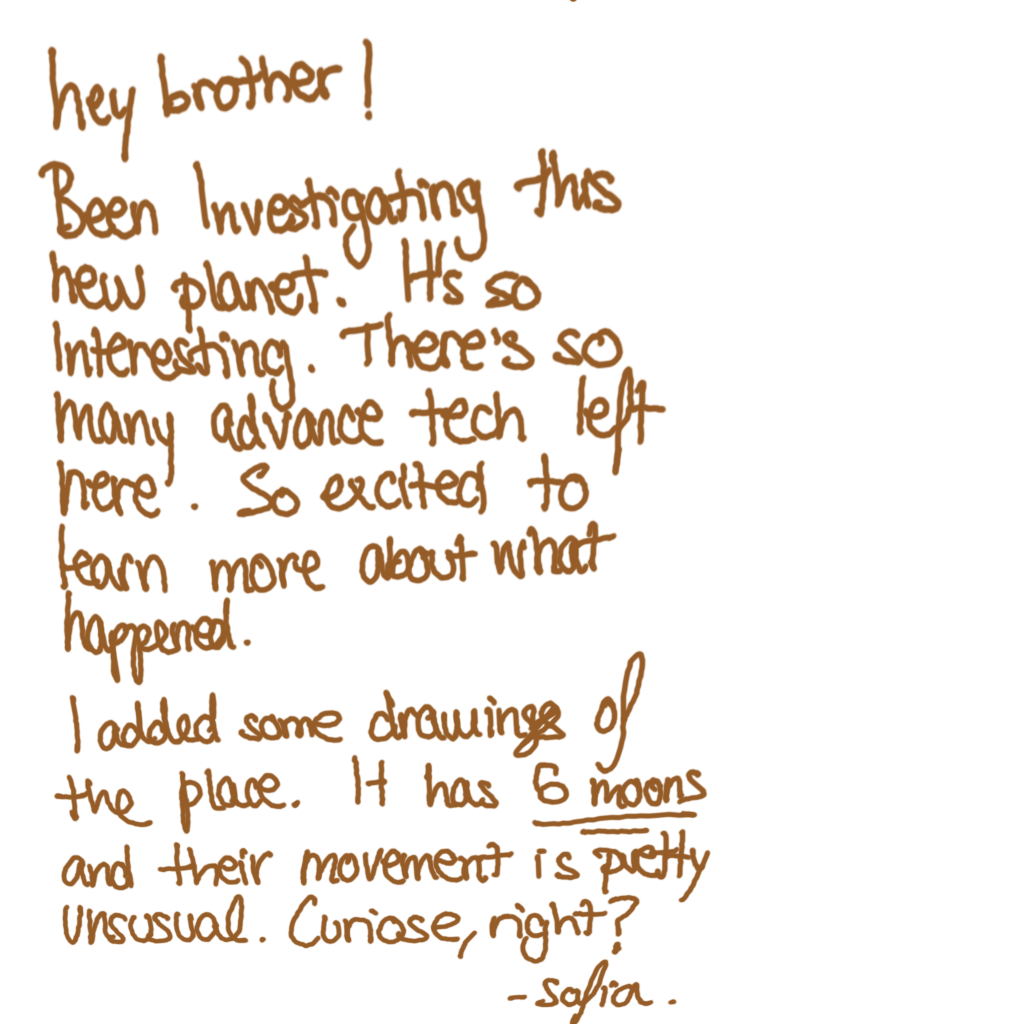 hey brother!
Been Investigating this
new planet. It's so
Interesting. There's so
many advance tech left
here. So excited to
learn more about what
happened.
I added some drawings of
the place. It has 6 moons
and their movement is pretty
unsusual. Curiose, right?
- Sofia.